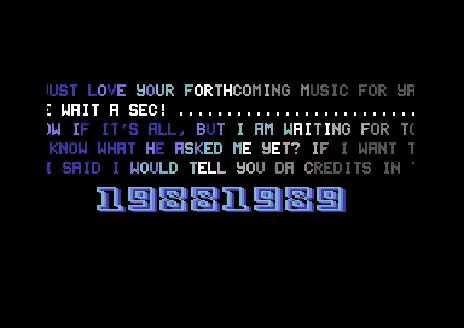 UST LOVE YOUR FORTHCOMING MUSIC FOR YA
E WAIT A SEC! ............................
OW IF IT'S ALL, BUT I AM WAITING FOR TO
KNOW WHAT HE ASKED ME YET? IF I WANT T
I SAID I WOULD TELL YOU DA CREDITS IN
19881989